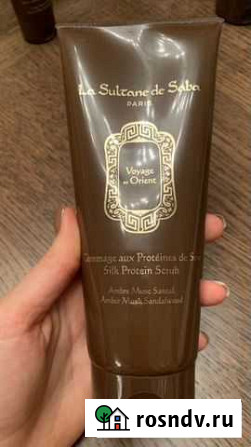 La Sultane de Saba
PARIS
Voyage
en Orient
Gommage aux Protéines de Soie
Silk Protein Scrub
Ambre Musc Santal
Amber Musk Sandalwood
rosndv.ru